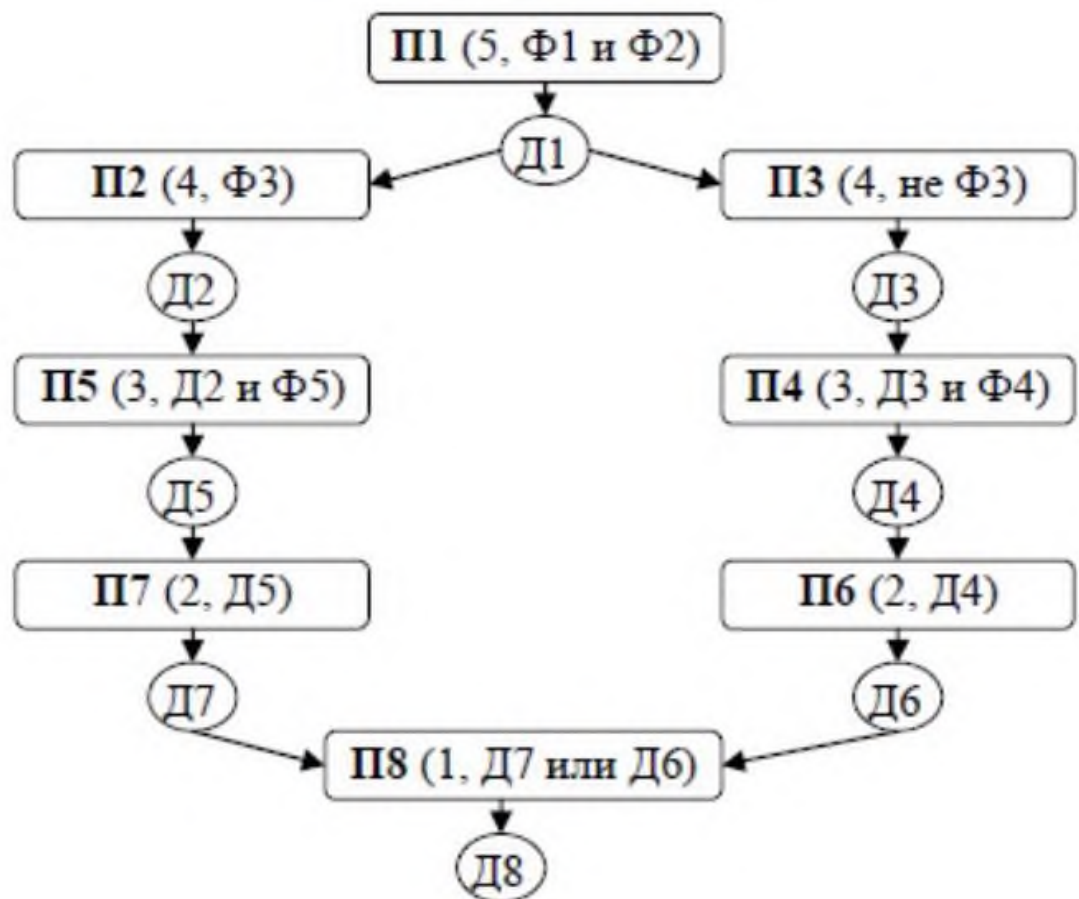 П1 (5, Ф1 и Ф2)
Д1
П2 (4, Ф3)
П3 (4, не Ф3)
Д2
Д3
П5 (3, Д2 и Ф5)
П4 (3, Д3 и Ф4)
Д5
Д4
П7 (2, Д5)
П6 (2, Д4)
Д7
Д6
П8 (1, Д7 или Д6)
Д8